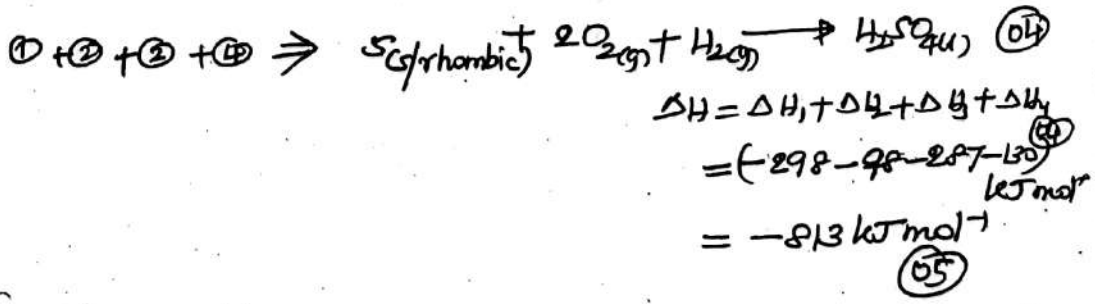 ① + ② + ② + ④ ⇒ S(s/rhombic) + 2O₂(g) + H₂(g) ⟶ H₂SO₄(l) (04)
ΔH = ΔH₁ + ΔH₂ + ΔH₃ + ΔH₄
= (-298 - 98 - 287 - 130) (04) kJ mol⁻¹
= -813 kJ mol⁻¹
(05)